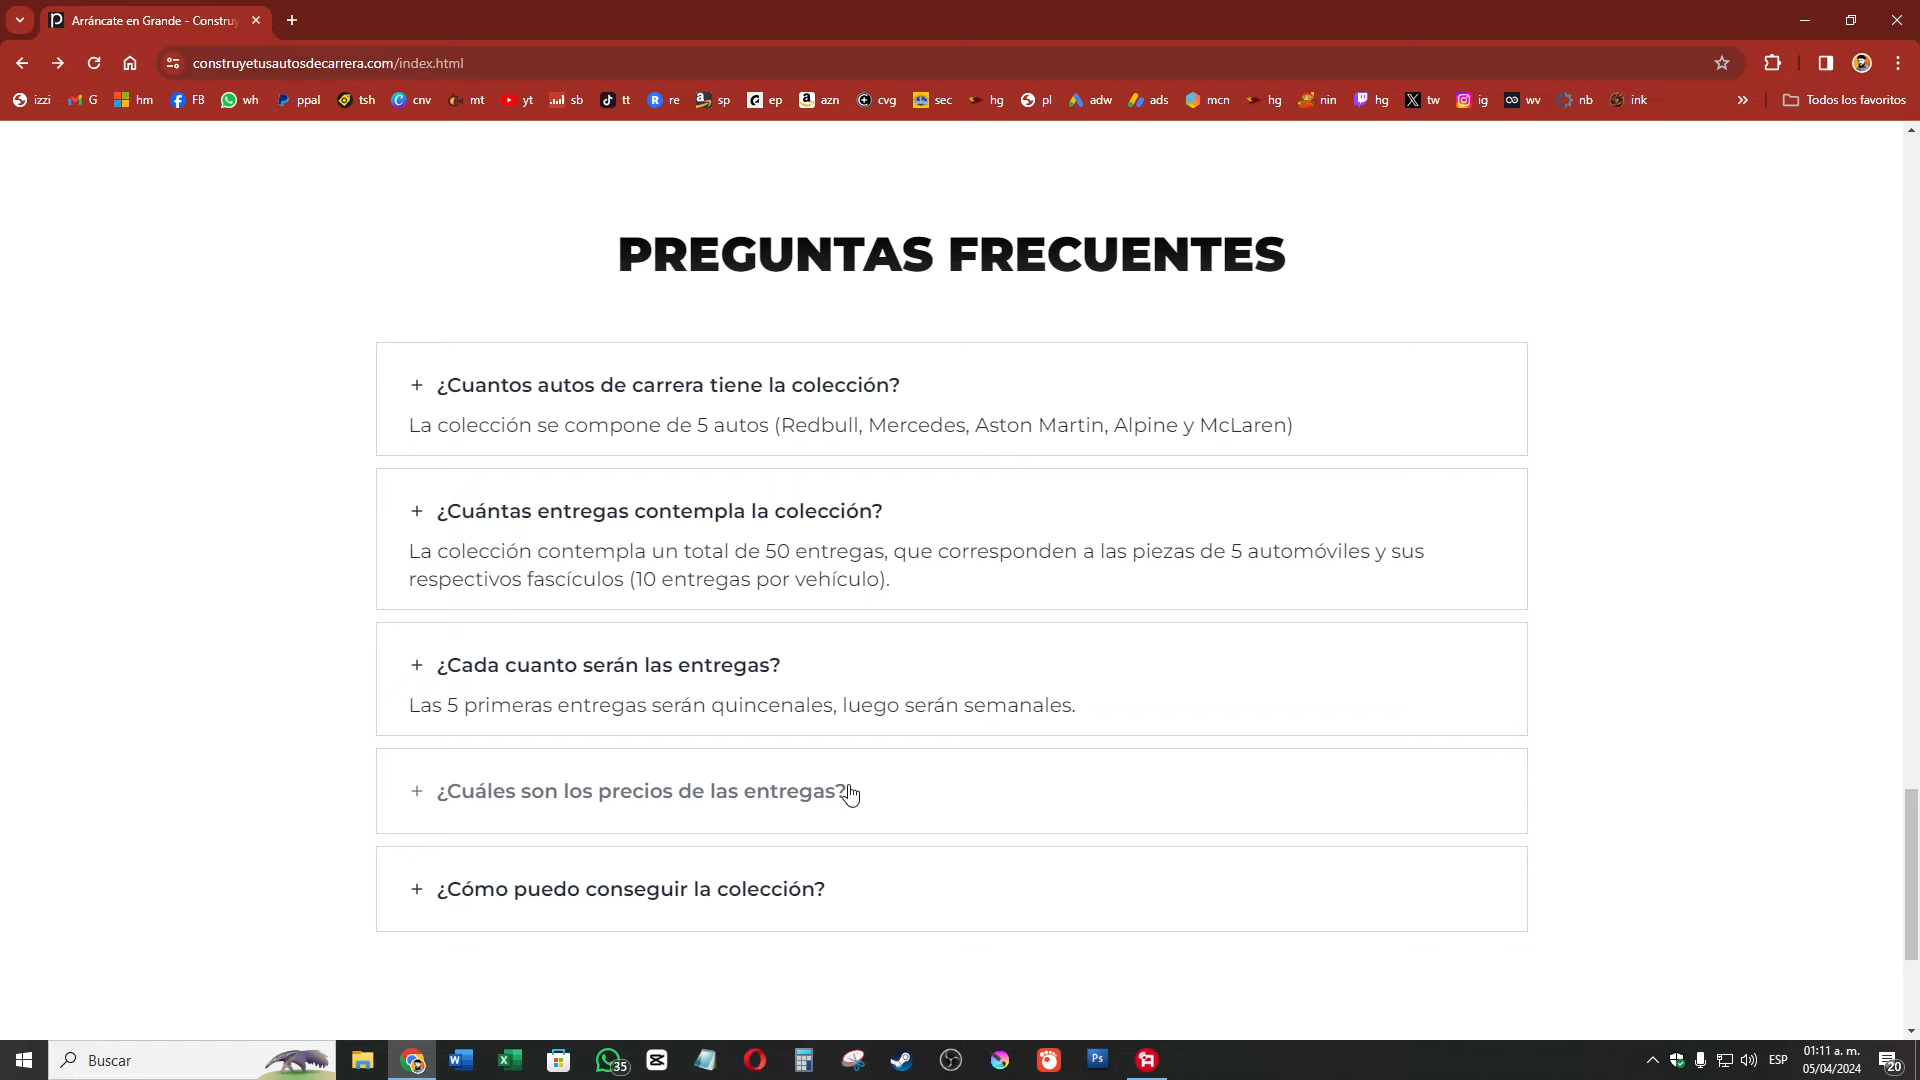 Arráncate en Grande - Construy
construyetusautosdecarrera.com/index.html
izzi G hm FB wh ppal tsh cnv mt yt sb tt re sp ep azn cvg sec hg pl adw ads mcn hg nin hg tw ig wv nb ink » Todos los favoritos
PREGUNTAS FRECUENTES
+ ¿Cuantos autos de carrera tiene la colección?
La colección se compone de 5 autos (Redbull, Mercedes, Aston Martin, Alpine y McLaren)
+ ¿Cuántas entregas contempla la colección?
La colección contempla un total de 50 entregas, que corresponden a las piezas de 5 automóviles y sus
respectivos fascículos (10 entregas por vehículo).
+ ¿Cada cuanto serán las entregas?
Las 5 primeras entregas serán quincenales, luego serán semanales.
+ ¿Cuáles son los precios de las entregas?
+ ¿Cómo puedo conseguir la colección?
Buscar
35
Ps
ESP
01:11 a. m.
05/04/2024
20